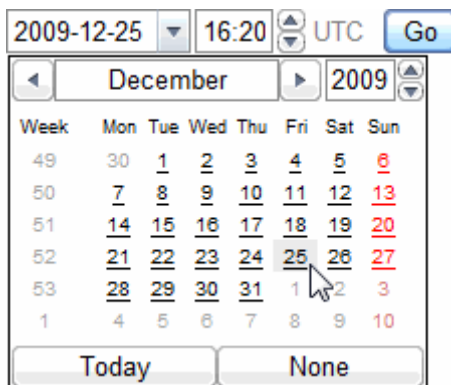 2009-12-25 16:20 UTC Go
December 2009
Week Mon Tue Wed Thu Fri Sat Sun
49 30 1 2 3 4 5 6
50 7 8 9 10 11 12 13
51 14 15 16 17 18 19 20
52 21 22 23 24 25 26 27
53 28 29 30 31 1 2 3
1 4 5 6 7 8 9 10
Today None